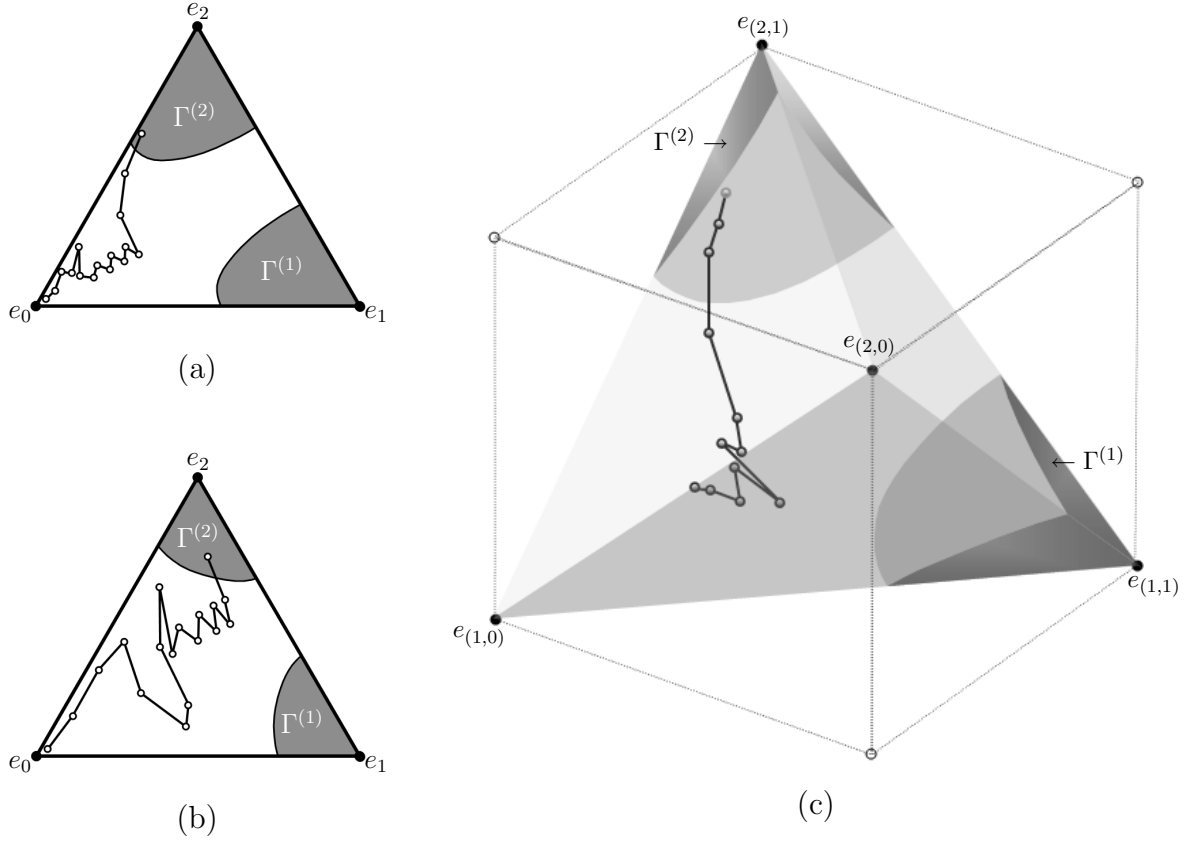 e₂
Γ⁽²⁾
Γ⁽¹⁾
e₀
e₁
(a)
e₂
Γ⁽²⁾
Γ⁽¹⁾
e₀
e₁
(b)
e₍₂,₁₎
Γ⁽²⁾ →
e₍₂,₀₎
← Γ⁽¹⁾
e₍₁,₁₎
e₍₁,₀₎
(c)